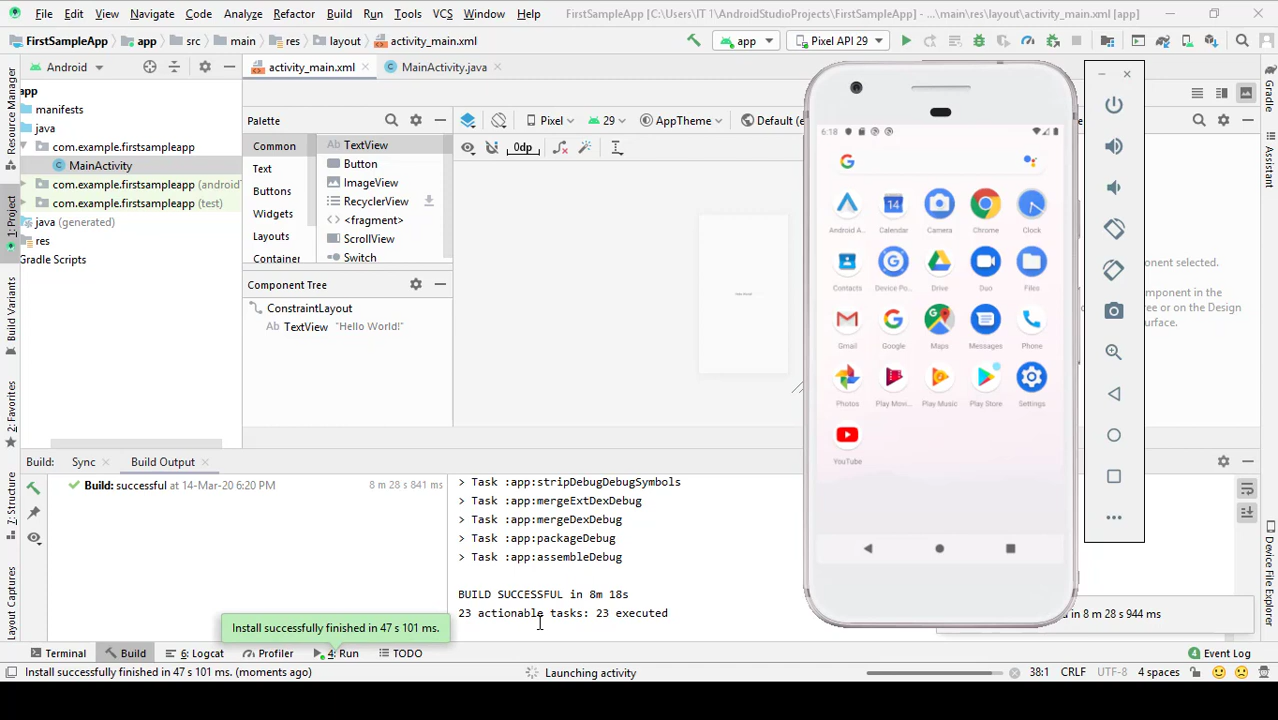 File Edit View Navigate Code Analyze Refactor Build Run Tools VCS Window Help FirstSampleApp [C:\Users\IT 1\AndroidStudioProjects\FirstSampleApp] - ...\main\res\layout\activity_main.xml [app]
FirstSampleApp app src main res layout activity_main.xml app Pixel API 29
Android activity_main.xml MainActivity.java
app
manifests
java
com.example.firstsampleapp
MainActivity
com.example.firstsampleapp (android
com.example.firstsampleapp (test)
java (generated)
res
Gradle Scripts
Resource Manager
1: Project
Build Variants
2: Favorites
7: Structure
Layout Captures
Palette
Common
Text
Buttons
Widgets
Layouts
Container
Ab TextView
Button
ImageView
RecyclerView
<fragment>
ScrollView
Switch
Component Tree
ConstraintLayout
Ab TextView "Hello World!"
Pixel 29 AppTheme Default (e
0dp
6:18
Android A...
Calendar
Camera
Chrome
Clock
Contacts
Device Po...
Drive
Duo
Files
Gmail
Google
Maps
Messages
Phone
Photos
Play Movi...
Play Music
Play Store
Settings
YouTube
14
onent selected.
ponent in the
ree or on the Design
urface.
Gradle
Assistant
Device File Explorer
Build: Sync Build Output
Build: successful at 14-Mar-20 6:20 PM 8 m 28 s 841 ms
> Task :app:stripDebugDebugSymbols
> Task :app:mergeExtDexDebug
> Task :app:mergeDexDebug
> Task :app:packageDebug
> Task :app:assembleDebug
BUILD SUCCESSFUL in 8m 18s
23 actionable tasks: 23 executed
Install successfully finished in 47 s 101 ms.
d in 8 m 28 s 944 ms
Terminal Build 6: Logcat Profiler 4: Run TODO Event Log
Install successfully finished in 47 s 101 ms. (moments ago) Launching activity 38:1 CRLF UTF-8 4 spaces